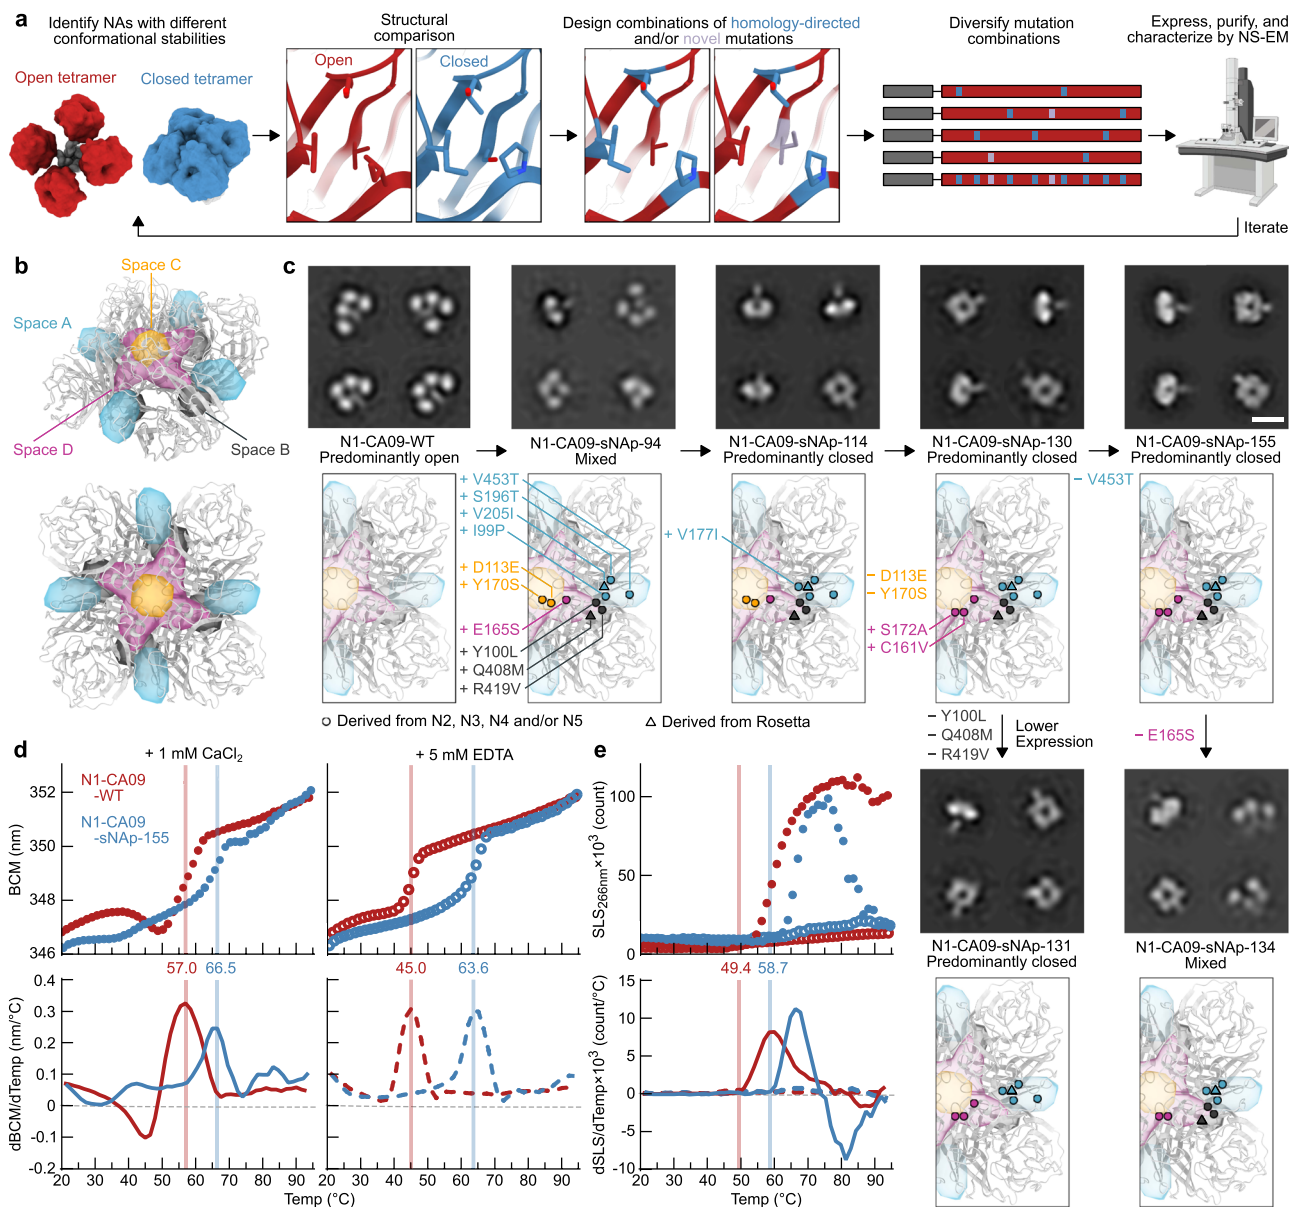 a
Identify NAs with different
conformational stabilities
Structural
comparison
Design combinations of homology-directed
and/or novel mutations
Diversify mutation
combinations
Express, purify, and
characterize by NS-EM
Open tetramer
Closed tetramer
Open
Closed
Iterate
b
Space C
Space A
Space D
Space B
c
N1-CA09-WT
Predominantly open
N1-CA09-sNAp-94
Mixed
N1-CA09-sNAp-114
Predominantly closed
N1-CA09-sNAp-130
Predominantly closed
N1-CA09-sNAp-155
Predominantly closed
+ V453T
+ S196T
+ V205I
+ I99P
+ D113E
+ Y170S
+ E165S
+ Y100L
+ Q408M
+ R419V
+ V177I
− D113E
− Y170S
+ S172A
+ C161V
− V453T
Derived from N2, N3, N4 and/or N5
Derived from Rosetta
− Y100L
− Q408M
− R419V
Lower
Expression
− E165S
N1-CA09-sNAp-131
Predominantly closed
N1-CA09-sNAp-134
Mixed
d
+ 1 mM CaCl₂
+ 5 mM EDTA
N1-CA09
-WT
N1-CA09
-sNAp-155
BCM (nm)
352
350
348
346
57.0
66.5
45.0
63.6
dBCM/dTemp (nm/°C)
0.4
0.3
0.2
0.1
0
-0.1
-0.2
20 30 40 50 60 70 80 90
20 30 40 50 60 70 80 90
Temp (°C)
e
SLS266nm×10³ (count)
100
50
0
49.4
58.7
dSLS/dTemp×10³ (count/°C)
15
10
5
0
-5
-10
20 30 40 50 60 70 80 90
Temp (°C)